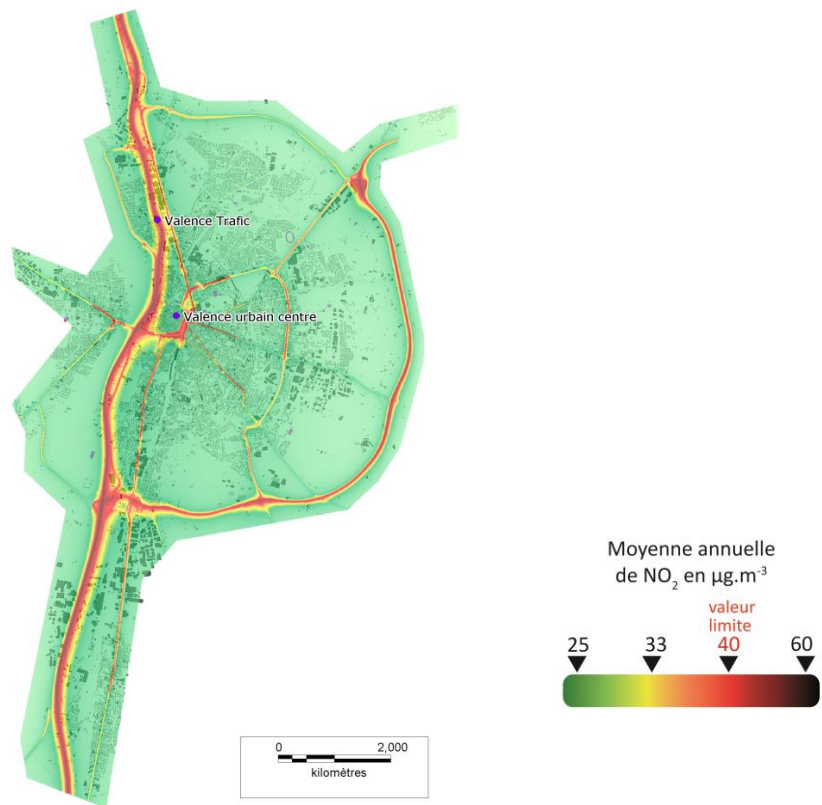 Valence Trafic
Valence urbain centre
Moyenne annuelle
de NO₂ en µg.m⁻³
valeur
limite
25 33 40 60
0 2,000
kilomètres